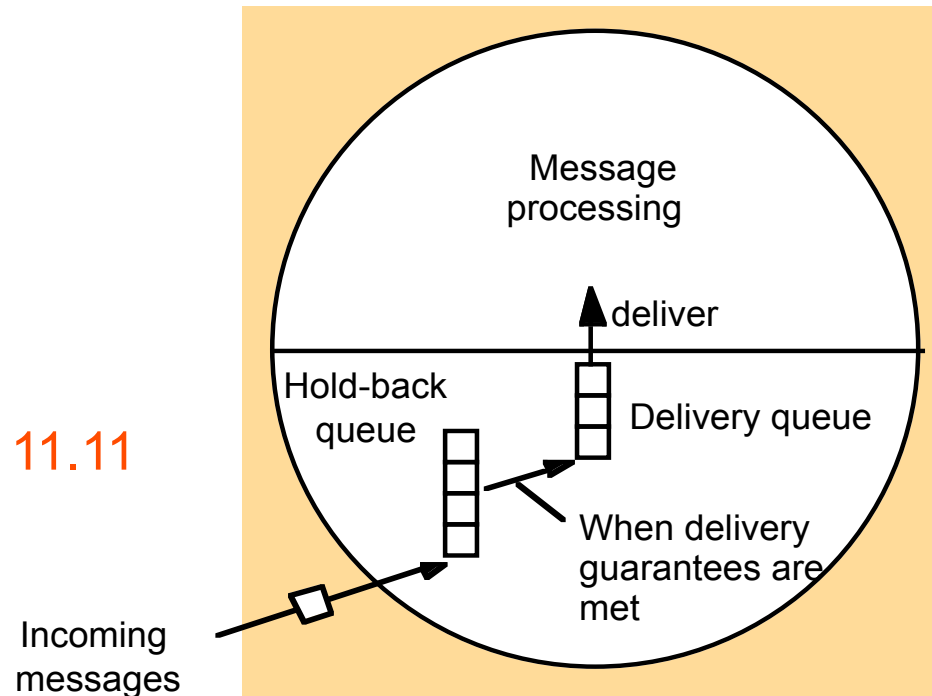 Message
processing
deliver
Hold-back
queue
Delivery queue
11.11
When delivery
guarantees are
met
Incoming
messages